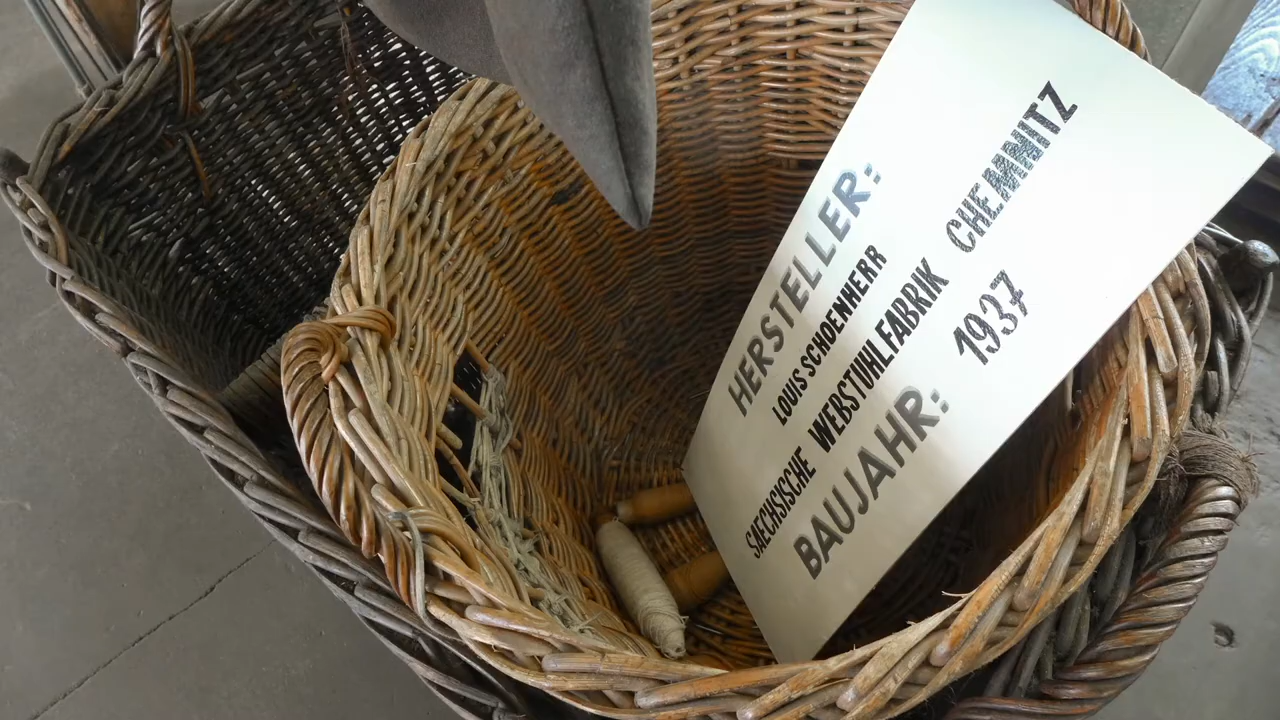 HERSTELLER:
LOUIS SCHOENHERR
SAECHSISCHE WEBSTUHLFABRIK CHEMNITZ
BAUJAHR: 1937